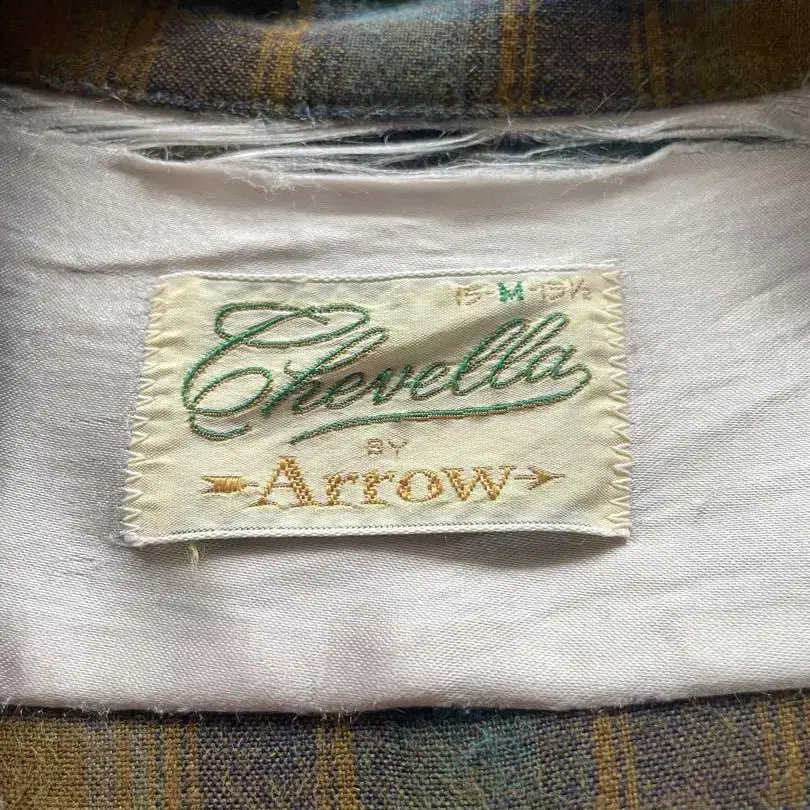 15-M-15½
Chevella
BY
Arrow